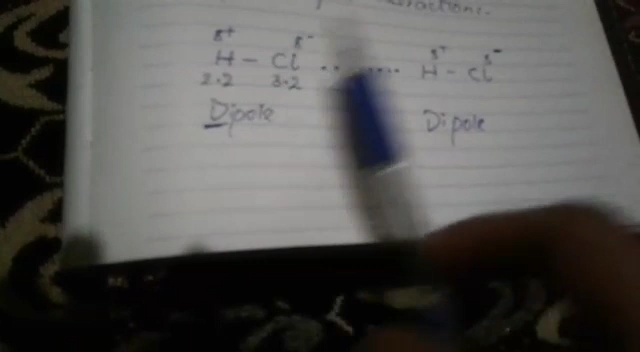 δ+ δ- δ+ δ-
H - Cl ........ H - Cl
2.2 3.2
Dipole Dipole